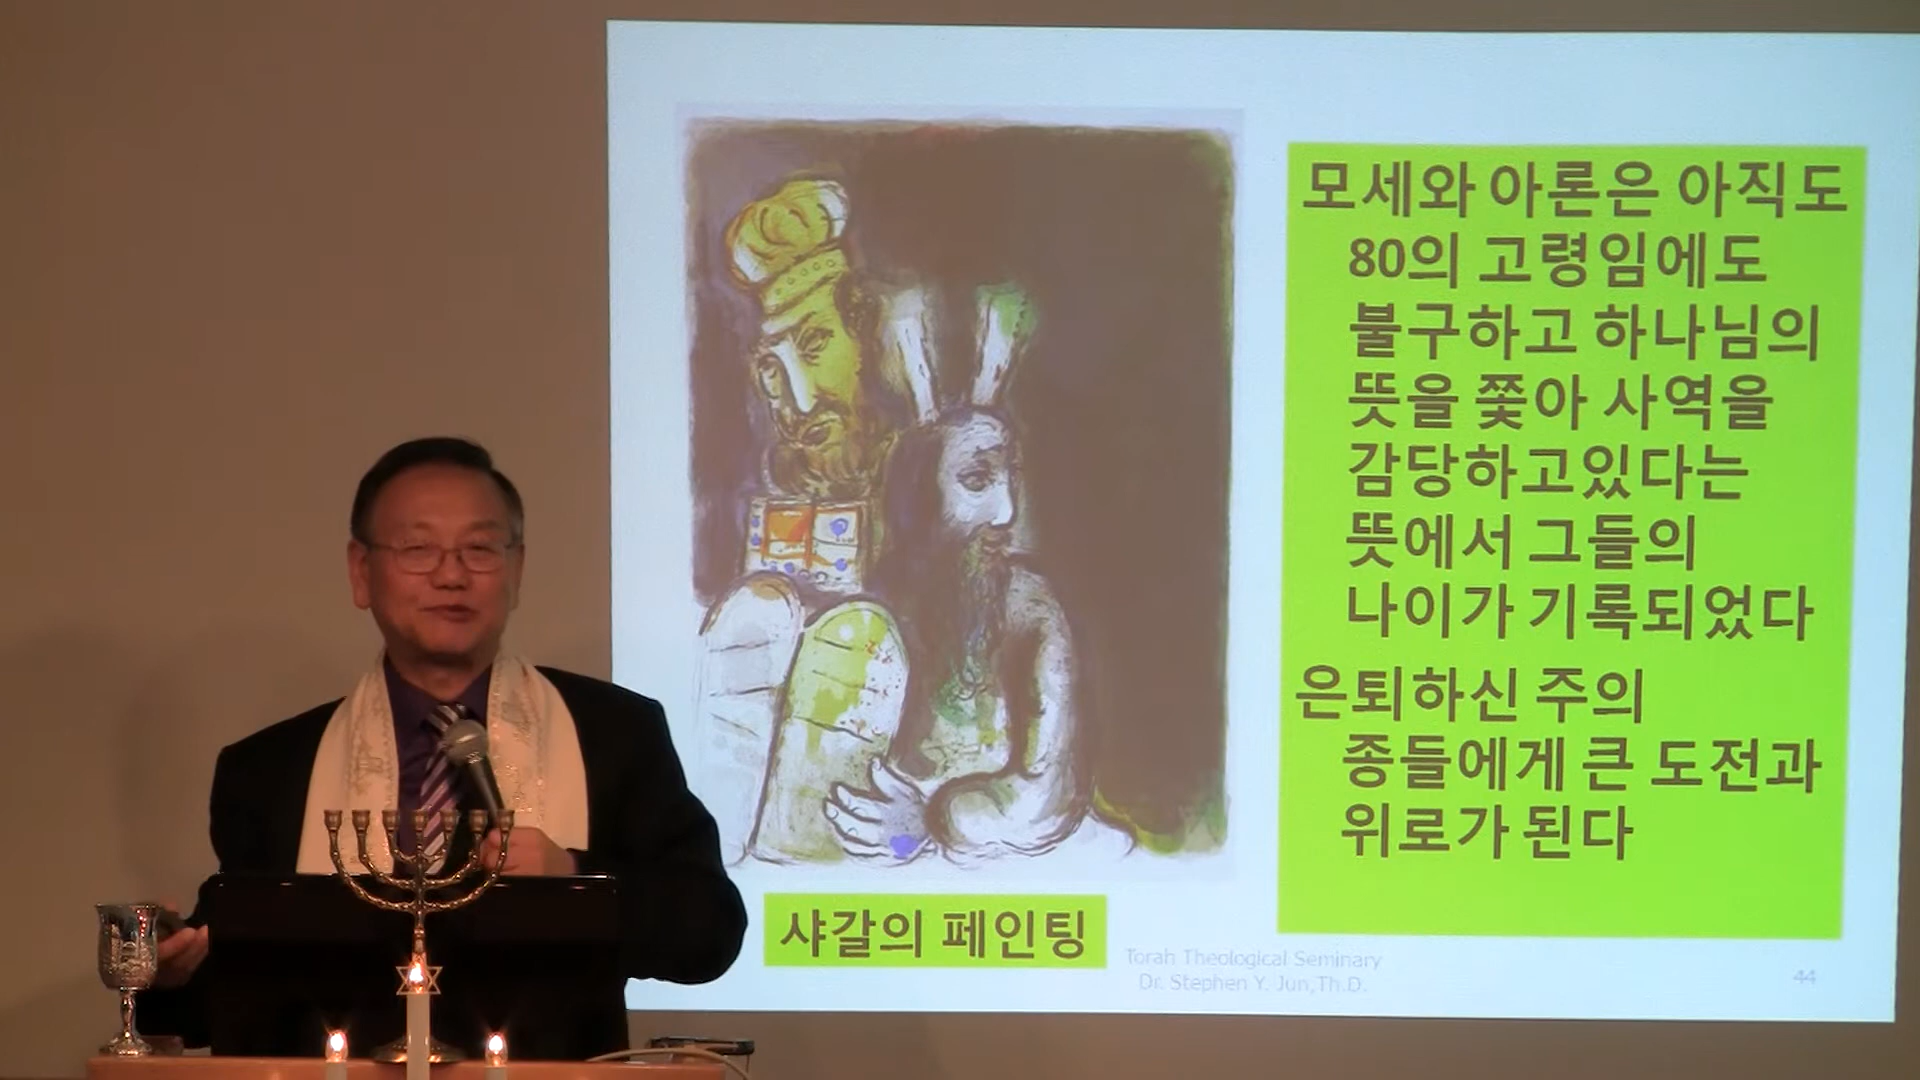 모세와 아론은 아직도
80의 고령임에도
불구하고 하나님의
뜻을 쫓아 사역을
감당하고있다는
뜻에서 그들의
나이가 기록되었다
은퇴하신 주의
종들에게 큰 도전과
위로가 된다
샤갈의 페인팅
Torah Theological Seminary
Dr. Stephen Y. Jun,Th.D.
44